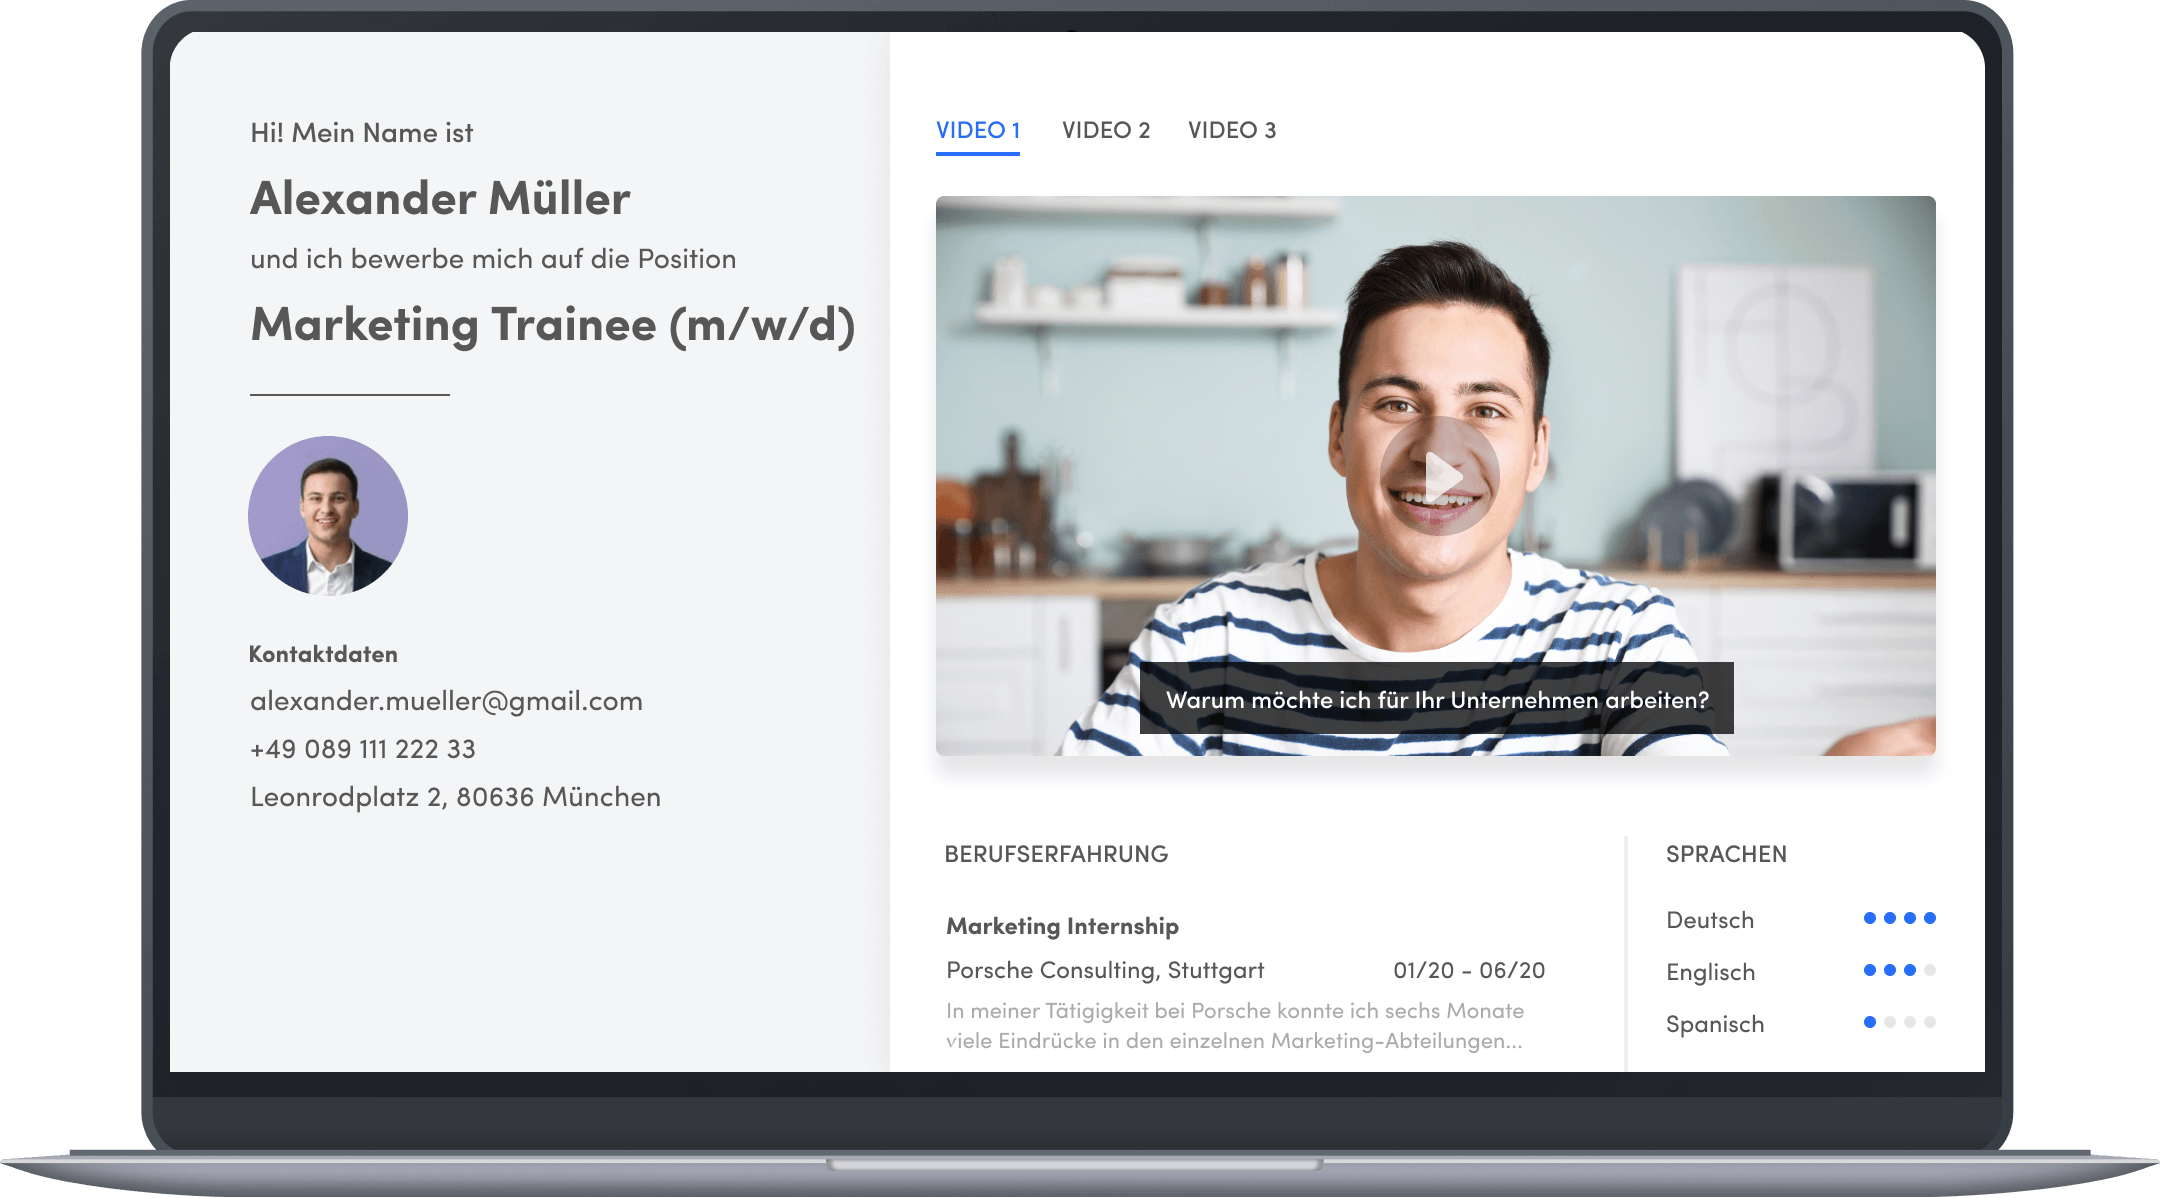 Hi! Mein Name ist
Alexander Müller
und ich bewerbe mich auf die Position
Marketing Trainee (m/w/d)
Kontaktdaten
alexander.mueller@gmail.com
+49 089 111 222 33
Leonrodplatz 2, 80636 München
VIDEO 1 VIDEO 2 VIDEO 3
Warum möchte ich für Ihr Unternehmen arbeiten?
BERUFSERFAHRUNG
Marketing Internship
Porsche Consulting, Stuttgart 01/20 - 06/20
In meiner Tätigigkeit bei Porsche konnte ich sechs Monate
viele Eindrücke in den einzelnen Marketing-Abteilungen...
SPRACHEN
Deutsch
Englisch
Spanisch